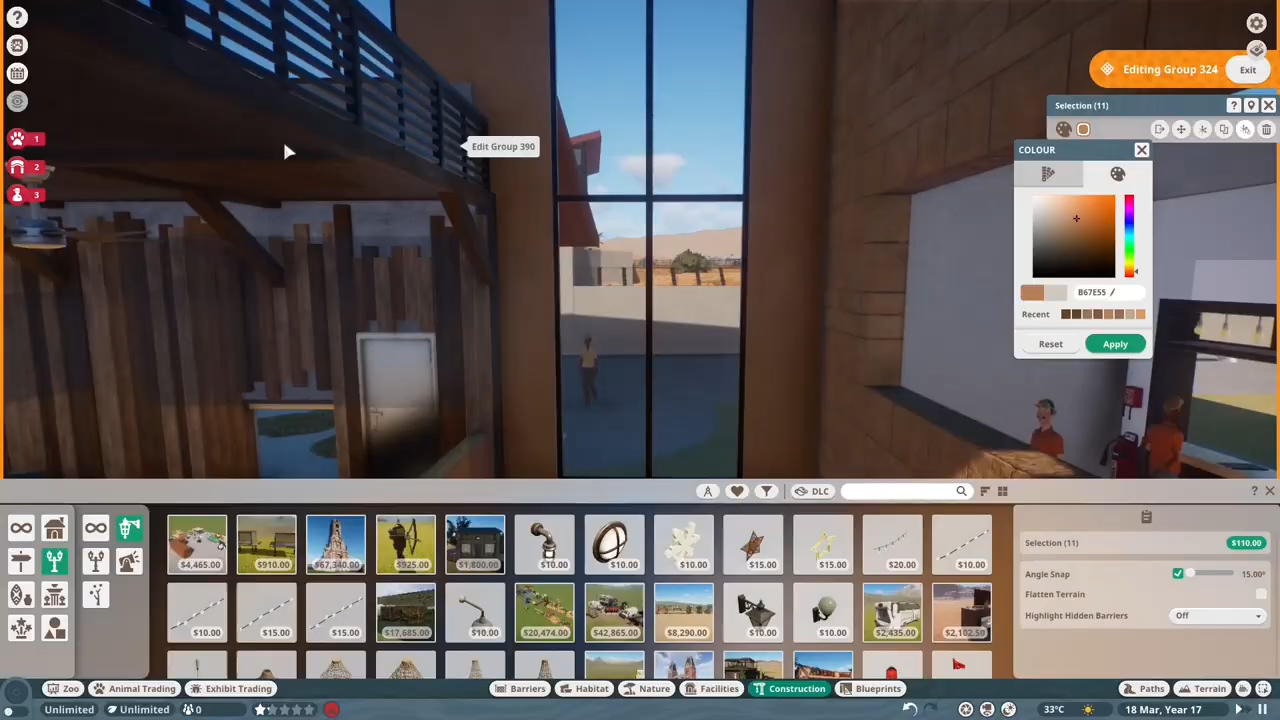 Editing Group 324
Exit
Selection (11)
?
Edit Group 390
1
2
3
COLOUR
B67E55
Recent
Reset
Apply
DLC
?
$4,465.00
$910.00
$67,340.00
$925.00
$1,800.00
$10.00
$10.00
$10.00
$15.00
$15.00
$20.00
$10.00
Selection (11)
$110.00
Angle Snap
15.00°
Flatten Terrain
Highlight Hidden Barriers
Off
$10.00
$15.00
$15.00
$17,685.00
$10.00
$20,474.00
$42,865.00
$8,290.00
$10.00
$10.00
$2,435.00
$2,102.50
Zoo
Animal Trading
Exhibit Trading
Barriers
Habitat
Nature
Facilities
Construction
Blueprints
Paths
Terrain
Unlimited
Unlimited
0
33°C
18 Mar, Year 17